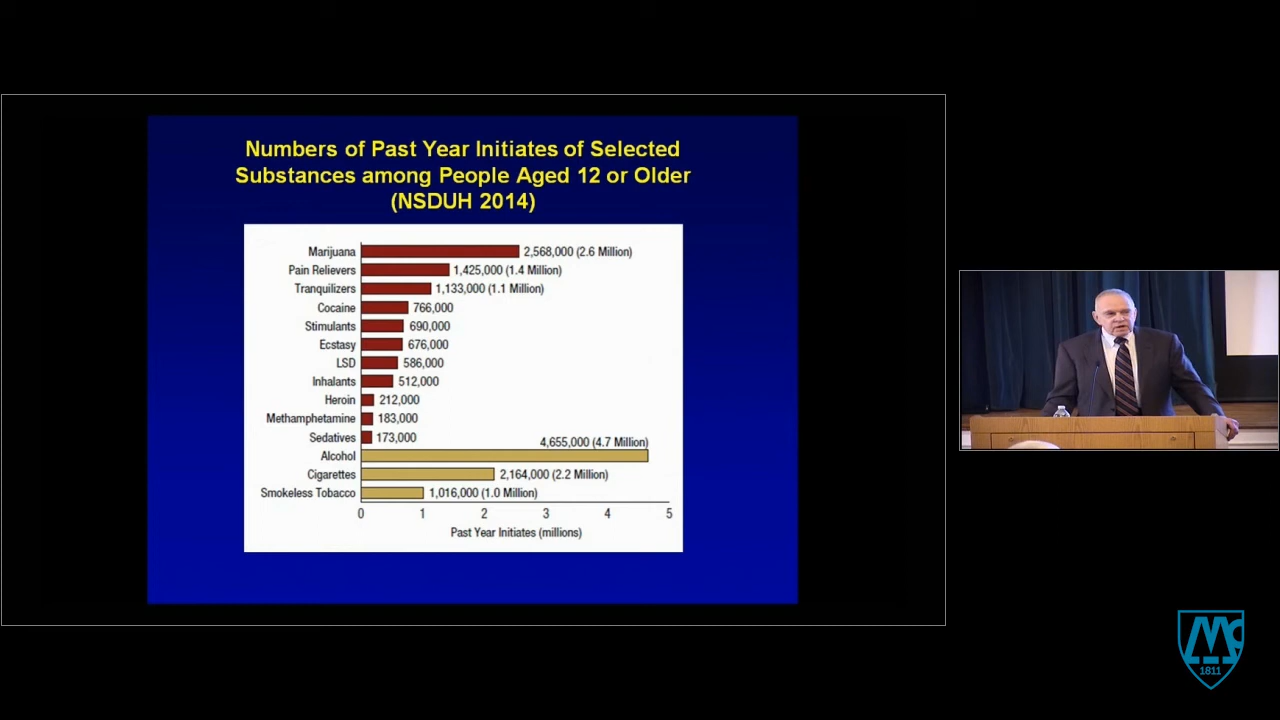 Numbers of Past Year Initiates of Selected
Substances among People Aged 12 or Older
(NSDUH 2014)
Marijuana 2,568,000 (2.6 Million)
Pain Relievers 1,425,000 (1.4 Million)
Tranquilizers 1,133,000 (1.1 Million)
Cocaine 766,000
Stimulants 690,000
Ecstasy 676,000
LSD 586,000
Inhalants 512,000
Heroin 212,000
Methamphetamine 183,000
Sedatives 173,000
Alcohol 4,655,000 (4.7 Million)
Cigarettes 2,164,000 (2.2 Million)
Smokeless Tobacco 1,016,000 (1.0 Million)
0 1 2 3 4 5
Past Year Initiates (millions)
Mc
1811